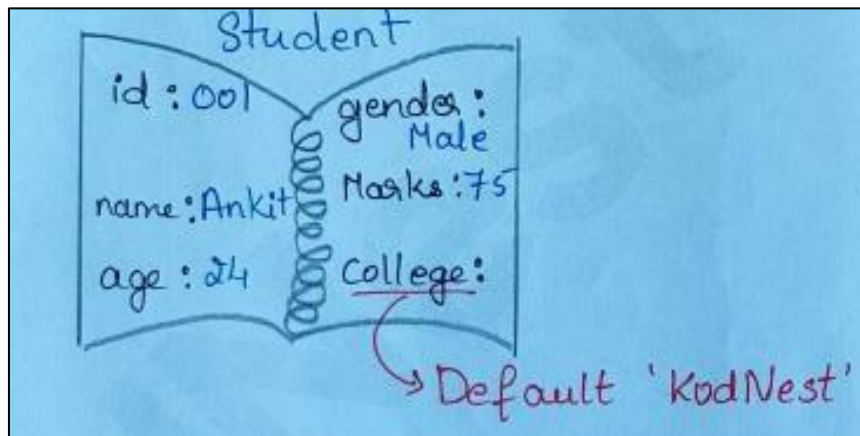 Student
id : 001
name : Ankit
age : 24
gender :
Male
Marks : 75
College :
Default 'KodNest'